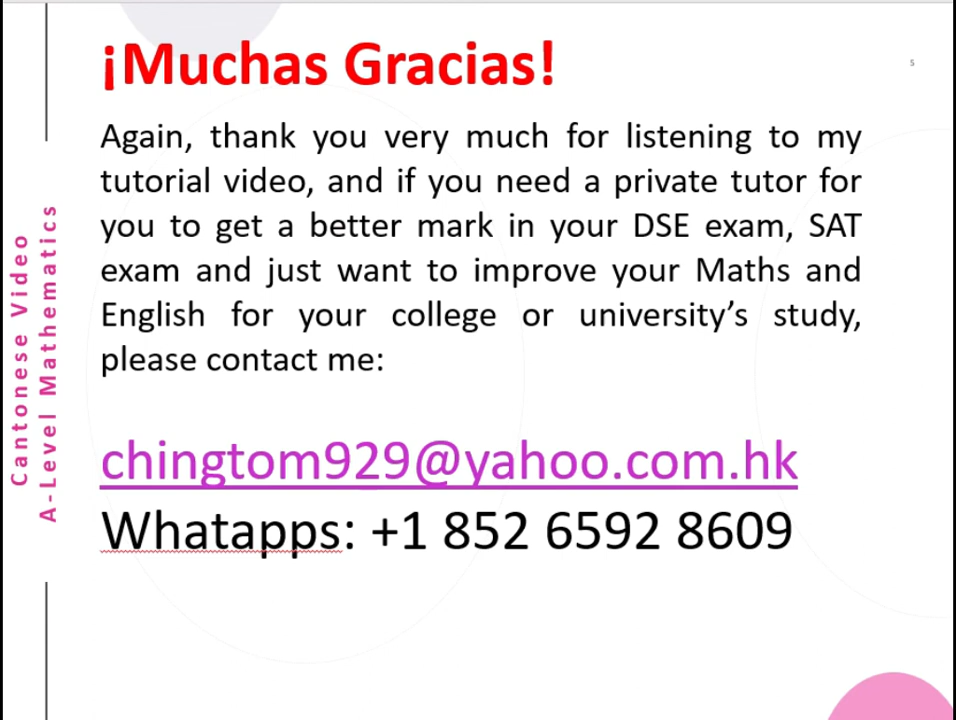 ¡Muchas Gracias!
5
Again, thank you very much for listening to my
tutorial video, and if you need a private tutor for
you to get a better mark in your DSE exam, SAT
exam and just want to improve your Maths and
English for your college or university’s study,
please contact me:
chingtom929@yahoo.com.hk
Whatapps: +1 852 6592 8609
Cantonese Video
A-Level Mathematics